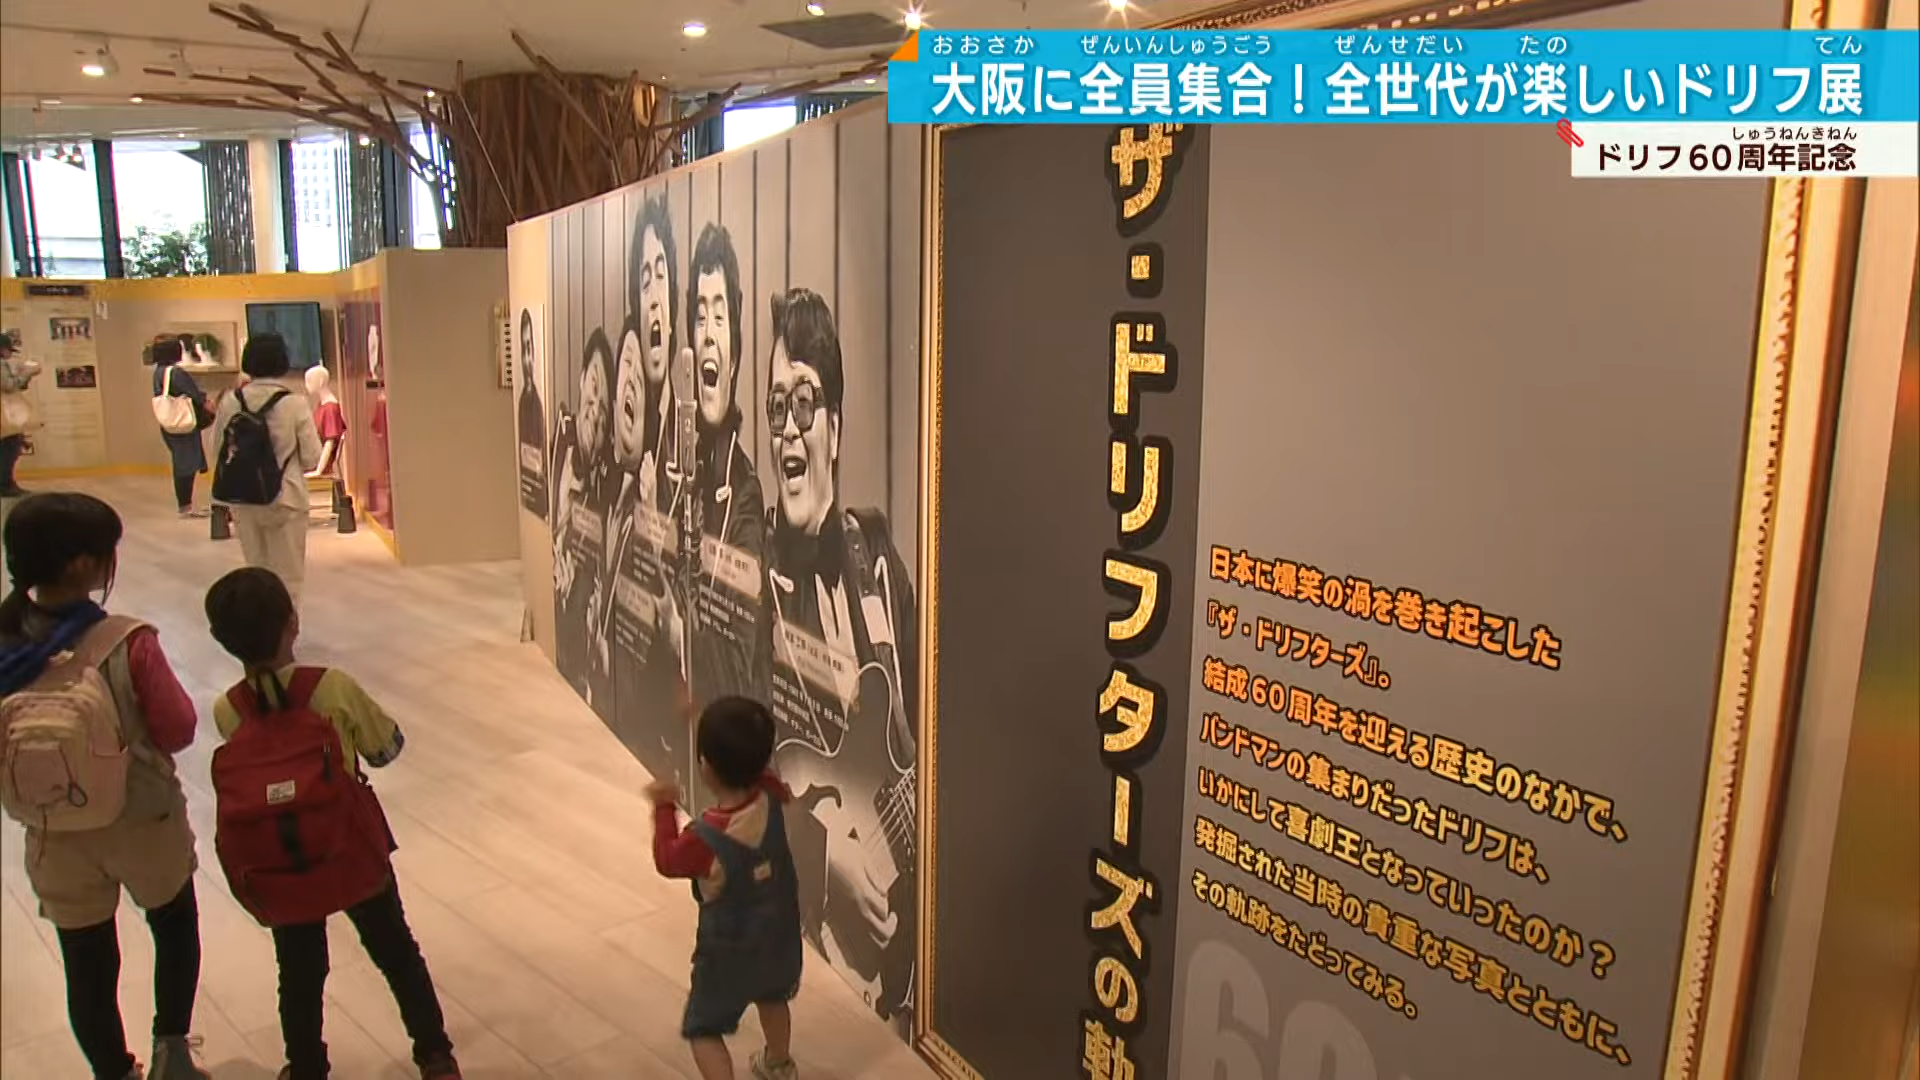 おおさか ぜんいんしゅうごう ぜんせだい たの てん
大阪に全員集合！全世代が楽しいドリフ展
しゅうねんきねん
ドリフ60周年記念
ザ・ドリフターズの軌
日本に爆笑の渦を巻き起こした
『ザ・ドリフターズ』。
結成60周年を迎える歴史のなかで、
バンドマンの集まりだったドリフは、
いかにして喜劇王となっていったのか？
発掘された当時の貴重な写真とともに、
その軌跡をたどってみる。
60